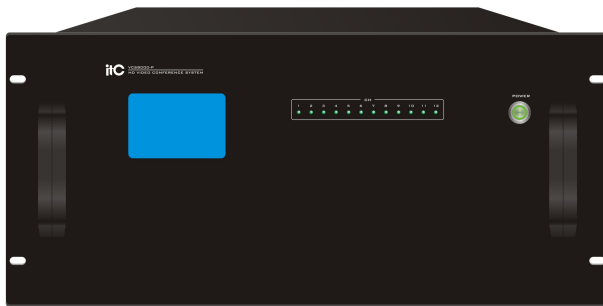 itC
HD VIDEO CONFERENCE SYSTEM
CH
1 2 3 4 5 6 7 8 9 10 11 12
POWER